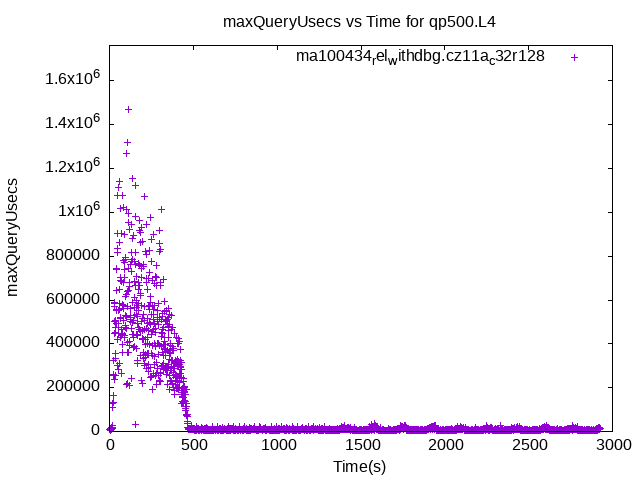 maxQueryUsecs vs Time for qp500.L4
ma100434relwithdbg.cz11ac32r128
1.6x10^6
1.4x10^6
1.2x10^6
1x10^6
800000
600000
400000
200000
0
maxQueryUsecs
0 500 1000 1500 2000 2500 3000
Time(s)